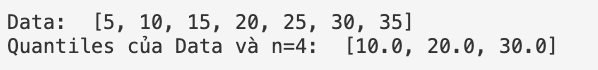 Data:  [5, 10, 15, 20, 25, 30, 35]
Quantiles của Data và n=4:  [10.0, 20.0, 30.0]